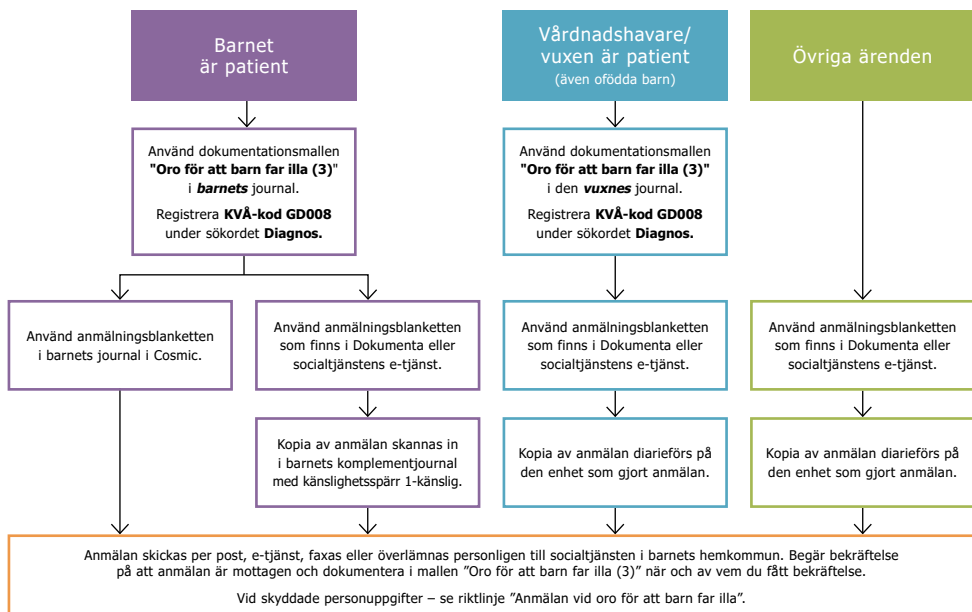 Barnet
är patient
Vårdnadshavare/
vuxen är patient
(även ofödda barn)
Övriga ärenden
Använd dokumentationsmallen
"Oro för att barn far illa (3)"
i barnets journal.
Registrera KVÅ-kod GD008
under sökordet Diagnos.
Använd dokumentationsmallen
"Oro för att barn far illa (3)"
i den vuxnes journal.
Registrera KVÅ-kod GD008
under sökordet Diagnos.
Använd anmälningsblanketten
i barnets journal i Cosmic.
Använd anmälningsblanketten
som finns i Dokumenta eller
socialtjänstens e-tjänst.
Använd anmälningsblanketten
som finns i Dokumenta eller
socialtjänstens e-tjänst.
Använd anmälningsblanketten
som finns i Dokumenta eller
socialtjänstens e-tjänst.
Kopia av anmälan skannas in
i barnets komplementjournal
med känslighetsspärr 1-känslig.
Kopia av anmälan diarieförs på
den enhet som gjort anmälan.
Kopia av anmälan diarieförs på
den enhet som gjort anmälan.
Anmälan skickas per post, e-tjänst, faxas eller överlämnas personligen till socialtjänsten i barnets hemkommun. Begär bekräftelse
på att anmälan är mottagen och dokumentera i mallen ”Oro för att barn far illa (3)” när och av vem du fått bekräftelse.
Vid skyddade personuppgifter – se riktlinje ”Anmälan vid oro för att barn far illa”.